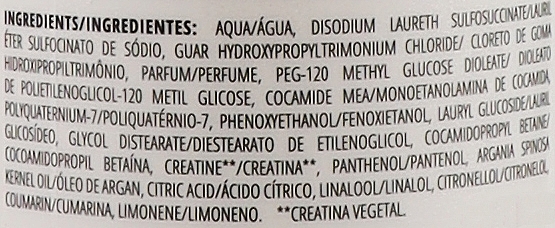 INGREDIENTS/INGREDIENTES: AQUA/ÁGUA, DISODIUM LAURETH SULFOSUCCINATE/LAURIL
ÉTER SULFOCINATO DE SÓDIO, GUAR HYDROXYPROPYLTRIMONIUM CHLORIDE/ CLORETO DE GOMA
HIDROXIPROPILTRIMÔNIO, PARFUM/PERFUME, PEG-120 METHYL GLUCOSE DIOLEATE/ DIOLEATO
DE POLIETILENOGLICOL-120 METIL GLICOSE, COCAMIDE MEA/MONOETANOLAMINA DE COCAMIDA,
POLYQUATERNIUM-7/POLIQUATÉRNIO-7, PHENOXYETHANOL/FENOXIETANOL, LAURYL GLUCOSIDE/LAURIL
GLICOSÍDEO, GLYCOL DISTEARATE/DIESTEARATO DE ETILENOGLICOL, COCAMIDOPROPYL BETAINE/
COCOAMIDOPROPIL BETAÍNA, CREATINE**/CREATINA**, PANTHENOL/PANTENOL, ARGANIA SPINOSA
KERNEL OIL/ÓLEO DE ARGAN, CITRIC ACID/ÁCIDO CÍTRICO, LINALOOL/LINALOL, CITRONELLOL/CITRONELOL,
COUMARIN/CUMARINA, LIMONENE/LIMONENO. **CREATINA VEGETAL.